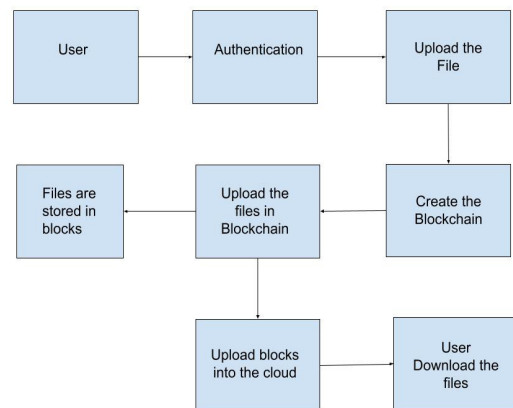 User
Authentication
Upload the
File
Files are
stored in
blocks
Upload the
files in
Blockchain
Create the
Blockchain
Upload blocks
into the cloud
User
Download the
files